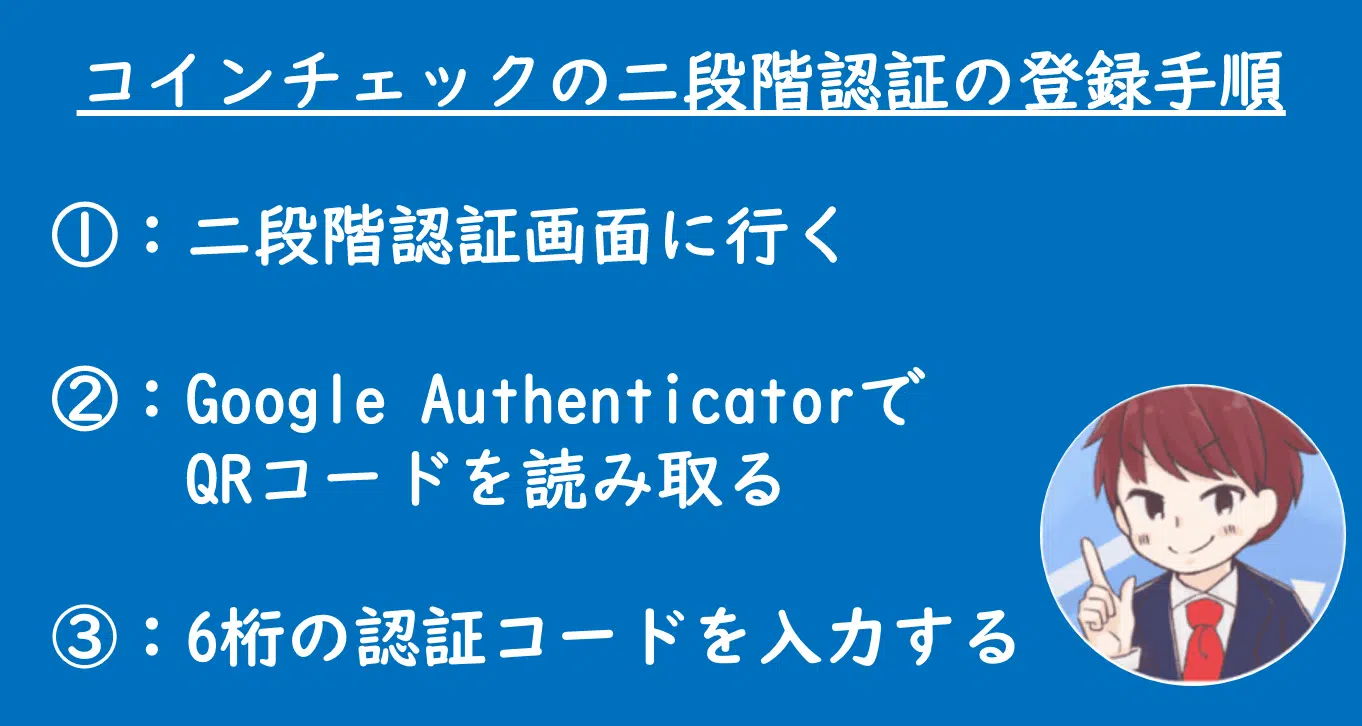 コインチェックの二段階認証の登録手順
①：二段階認証画面に行く
②：Google Authenticatorで
QRコードを読み取る
③：6桁の認証コードを入力する